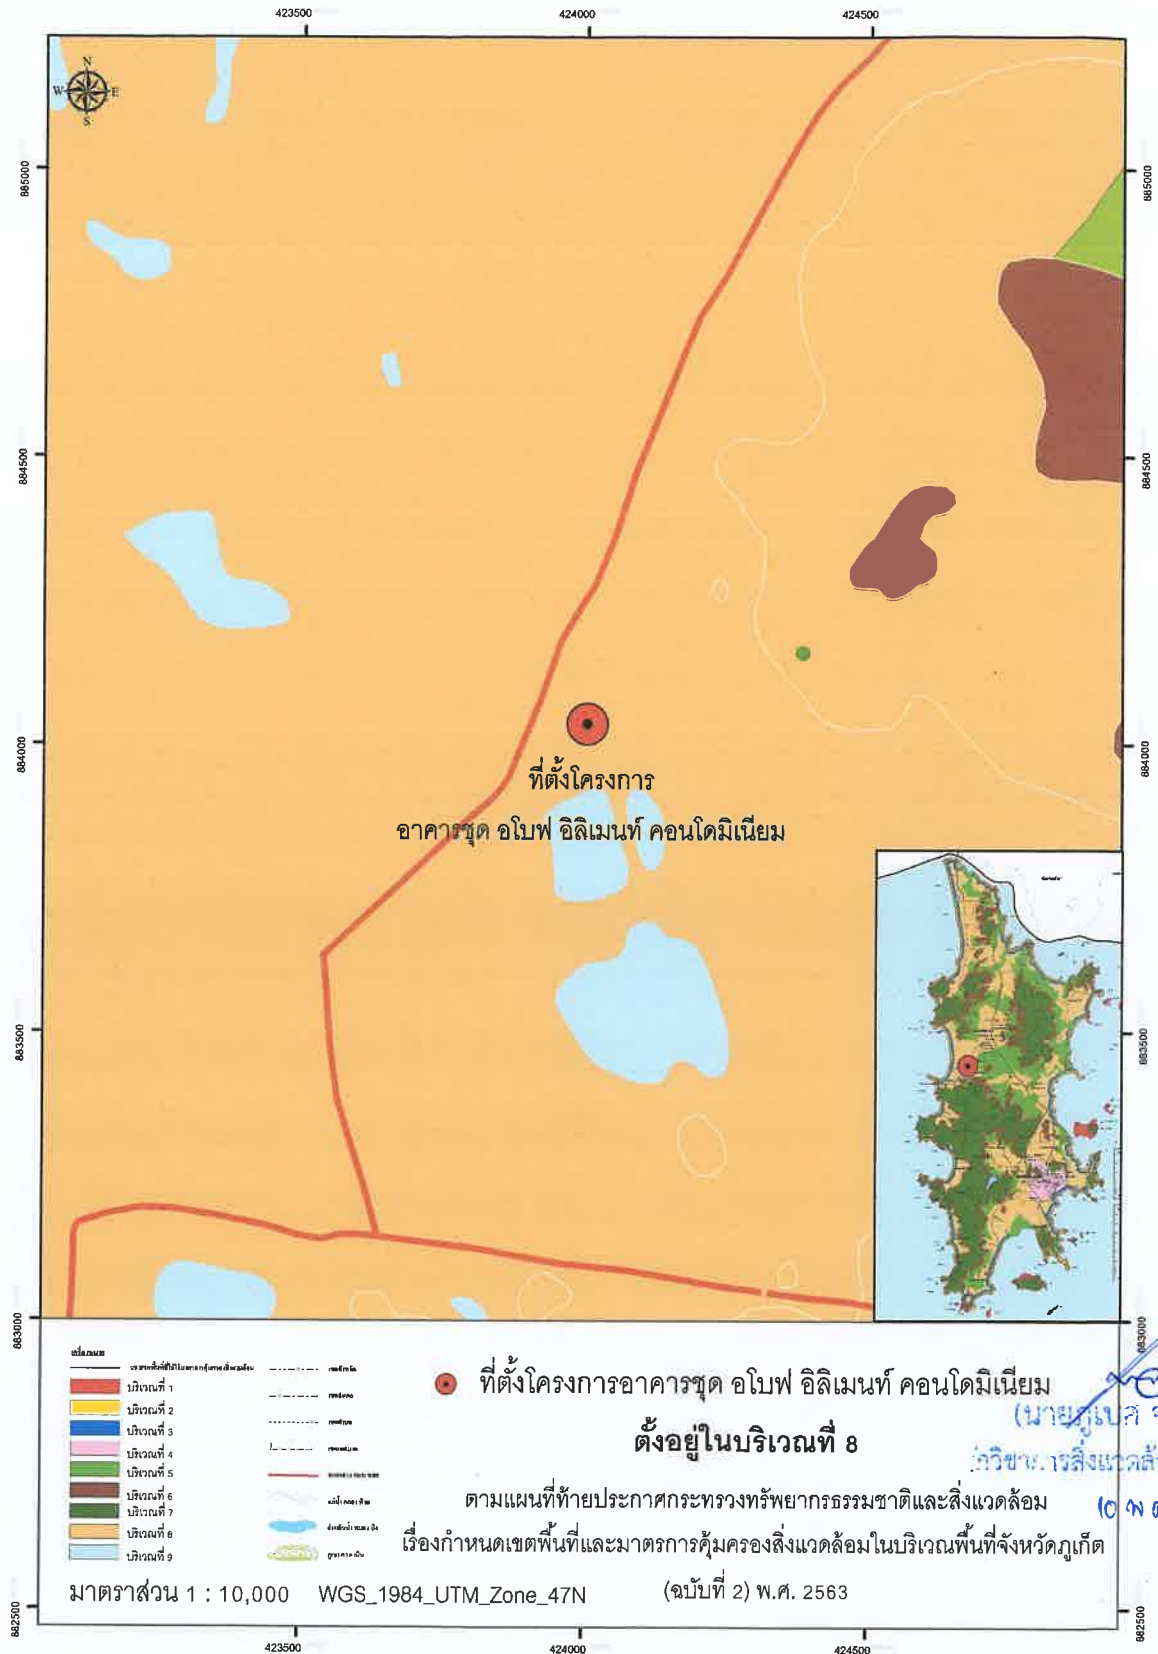 423500 424000 424500
N
W E
S
885000 885000
884500 884500
884000 884000
ที่ตั้งโครงการ
อาคารชุด อโบฟ อิลิเมนท์ คอนโดมิเนียม
883500 883500
883000 883000
บริเวณที่ 1
บริเวณที่ 2
บริเวณที่ 3
บริเวณที่ 4
บริเวณที่ 5
บริเวณที่ 6
บริเวณที่ 7
บริเวณที่ 8
บริเวณที่ 9
ที่ตั้งโครงการอาคารชุด อโบฟ อิลิเมนท์ คอนโดมิเนียม
ตั้งอยู่ในบริเวณที่ 8
ตามแผนที่ท้ายประกาศกระทรวงทรัพยากรธรรมชาติและสิ่งแวดล้อม
เรื่องกำหนดเขตพื้นที่และมาตรการคุ้มครองสิ่งแวดล้อมในบริเวณพื้นที่จังหวัดภูเก็ต
(ฉบับที่ 2) พ.ศ. 2563
มาตราส่วน 1 : 10,000 WGS_1984_UTM_Zone_47N
882500 882500
423500 424000 424500
(นายภูเบศ